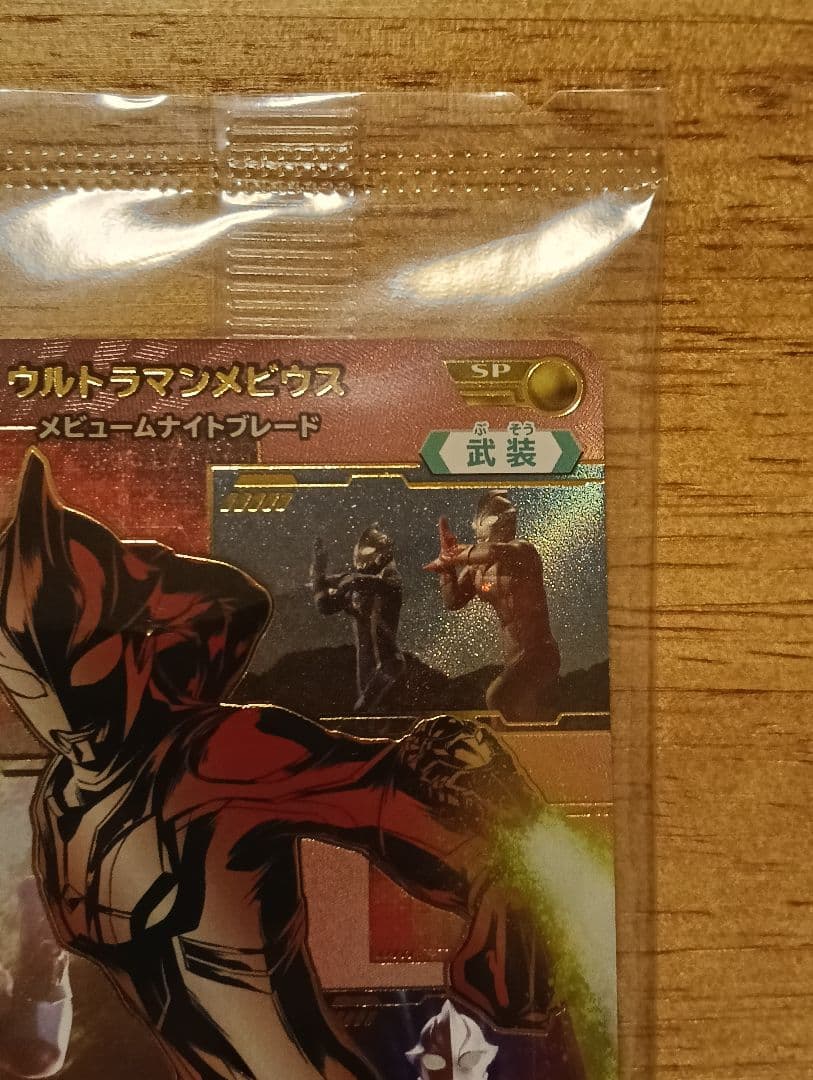 ウルトラマンメビウス
SP
メビュームナイトブレード
ぶ そう
武装